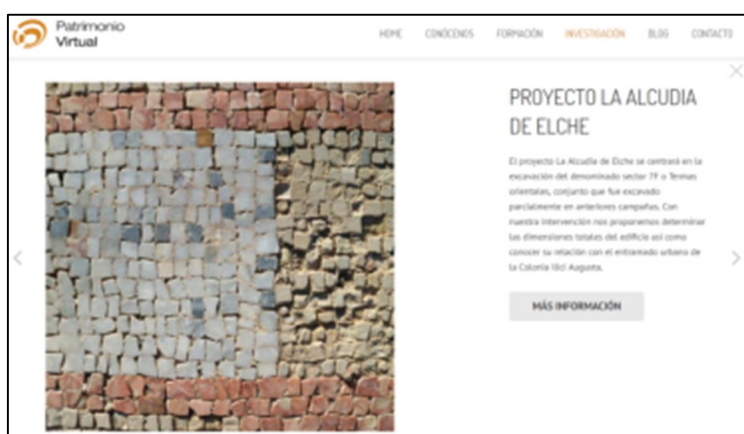 Patrimonio
Virtual
HOME CONÓCENOS FORMACIÓN INVESTIGACIÓN BLOG CONTACTO
PROYECTO LA ALCUDIA
DE ELCHE
El proyecto La Alcudia de Elche se centrará en la
excavación del denominado sector 7F o Termas
orientales, conjunto que fue excavado
parcialmente en anteriores campañas. Con
nuestra intervención nos proponemos determinar
las dimensiones totales del edificio así como
conocer su relación con el entramado urbano de
la Colonia Ilici Augusta.
MÁS INFORMACIÓN